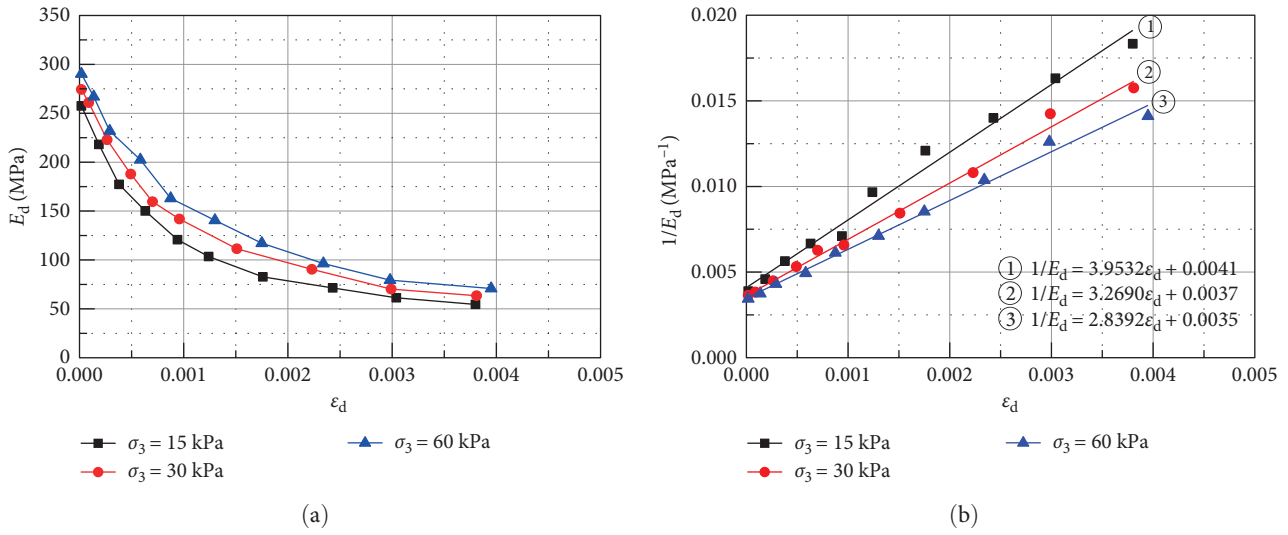 350
300
250
200
150
100
50
0
E_d (MPa)
0.000 0.001 0.002 0.003 0.004 0.005
ε_d
σ_3 = 15 kPa
σ_3 = 30 kPa
σ_3 = 60 kPa
(a)
0.020
0.015
0.010
0.005
0.000
1/E_d (MPa⁻¹)
①
②
③
① 1/E_d = 3.9532ε_d + 0.0041
② 1/E_d = 3.2690ε_d + 0.0037
③ 1/E_d = 2.8392ε_d + 0.0035
0.000 0.001 0.002 0.003 0.004 0.005
ε_d
σ_3 = 15 kPa
σ_3 = 30 kPa
σ_3 = 60 kPa
(b)